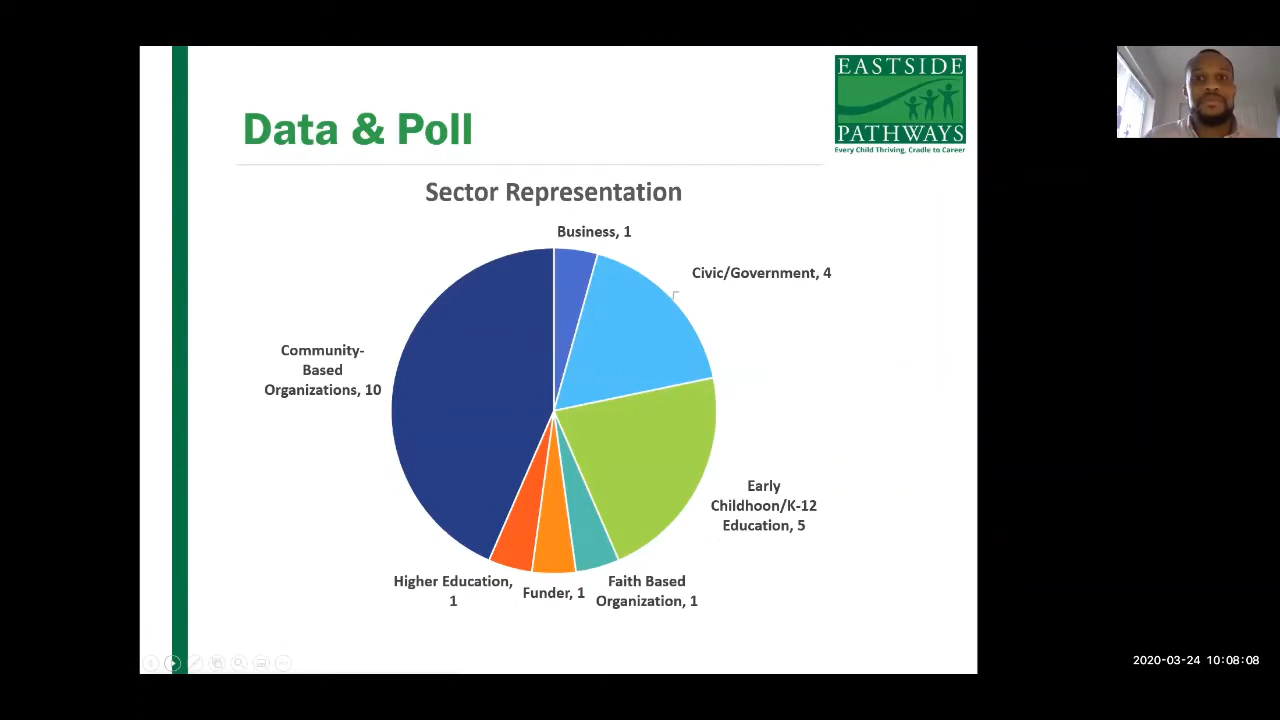 EASTSIDE
PATHWAYS
Every Child Thriving, Cradle to Career
Data & Poll
Sector Representation
Business, 1
Civic/Government, 4
Community-
Based
Organizations, 10
Early
Childhoon/K-12
Education, 5
Higher Education,
1
Funder, 1
Faith Based
Organization, 1
2020-03-24 10:08:08